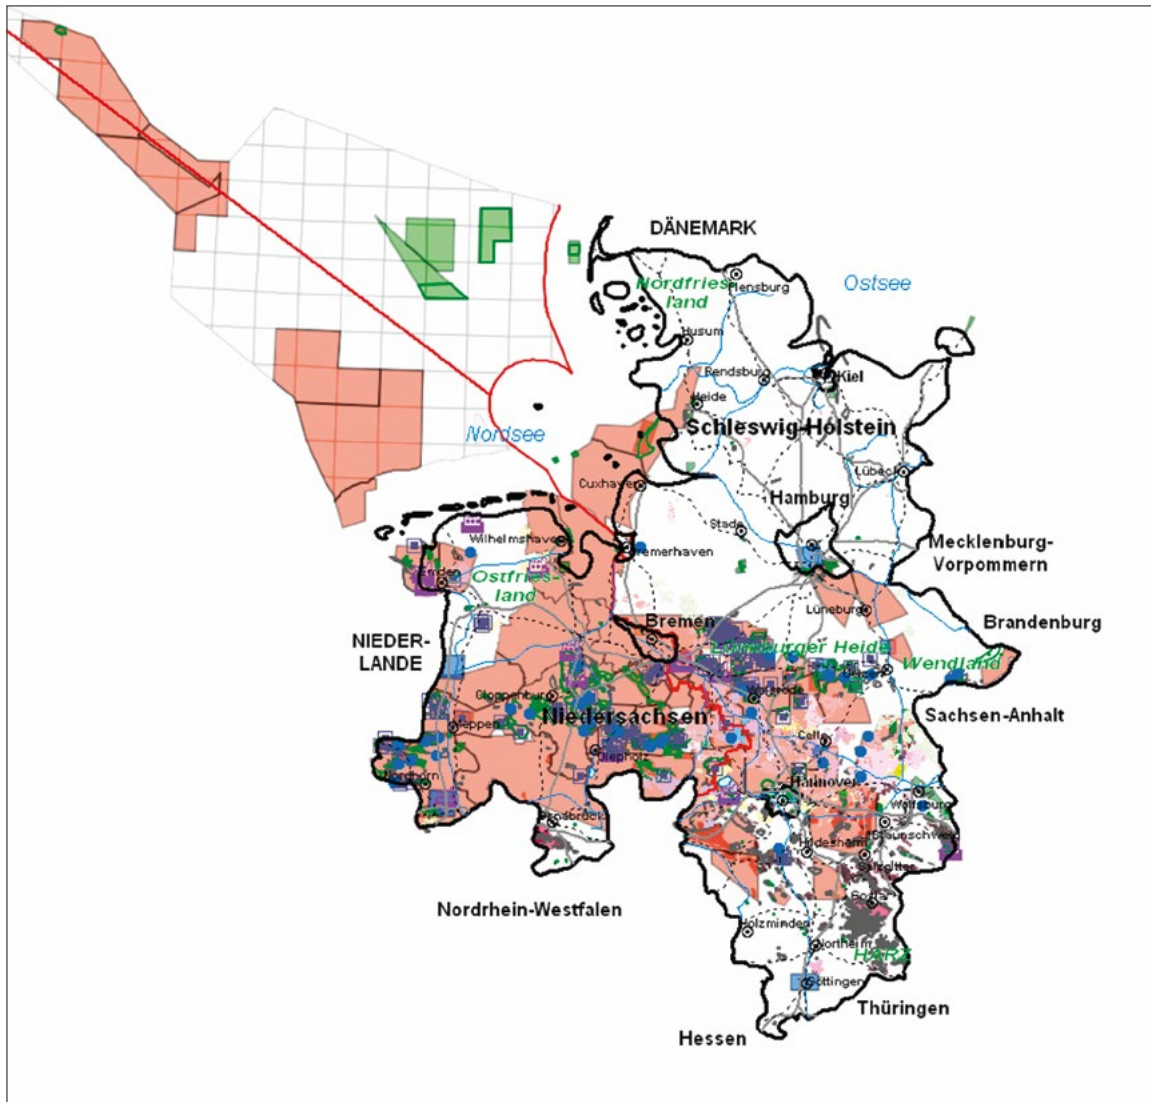 DÄNEMARK
Nordfries-
land
Flensburg
Ostsee
Husum
Rendsburg
Kiel
Heide
Schleswig-Holstein
Nordsee
Lübeck
Cuxhaven
Hamburg
Stade
Wilhelmshaven
Bremerhaven
Mecklenburg-
Vorpommern
Emden
Ostfries-
land
Lüneburg
Bremen
Brandenburg
NIEDER-
LANDE
Lüneburger Heide
Wendland
Uelzen
Cloppenburg
Walsrode
Niedersachsen
Sachsen-Anhalt
Meppen
Celle
Diepholz
Nordhorn
Hannover
Wolfsburg
Osnabrück
Braunschweig
Hildesheim
Salzgitter
Goslar
Nordrhein-Westfalen
Holzminden
Northeim
HARZ
Göttingen
Thüringen
Hessen